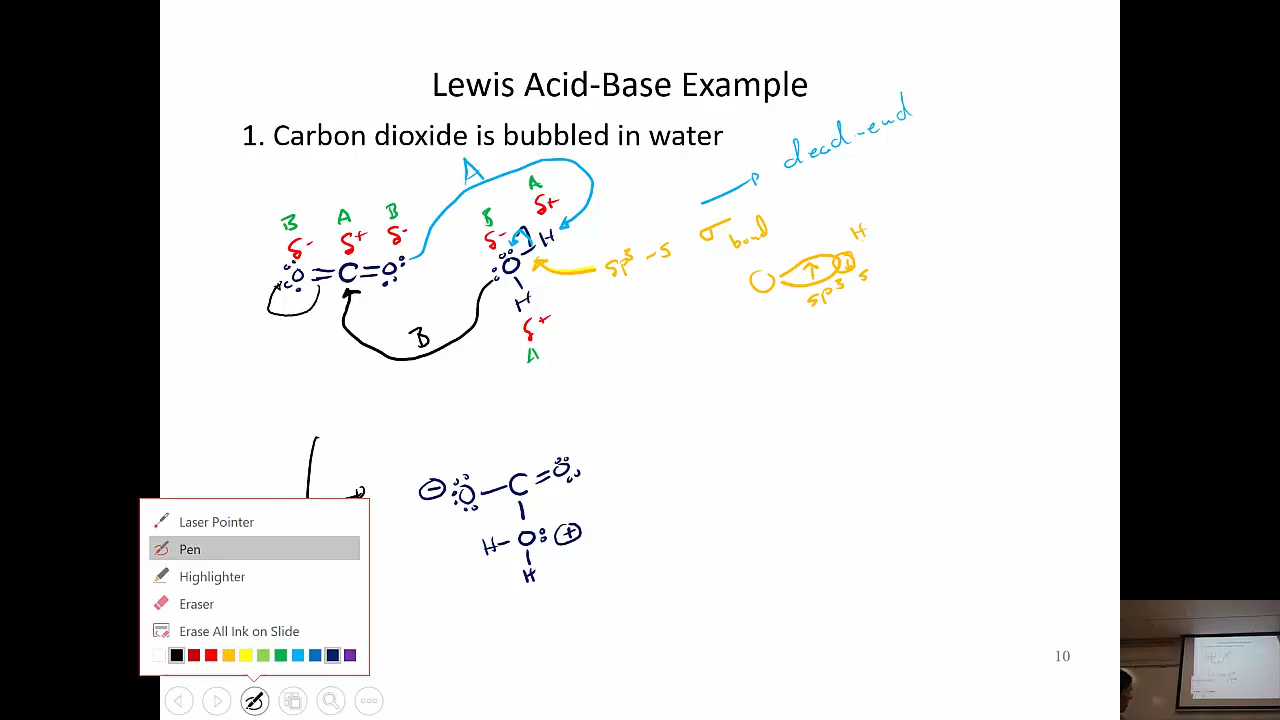 Lewis Acid-Base Example
1. Carbon dioxide is bubbled in water
dead-end
A
A
δ+
B A B B
δ- δ+ δ- δ-
H
σ bond
H
O=C=O
O
sp3-s
sp3 s
H
B
δ+
A
⊖ O-C=O
H-O: ⊕
H
Laser Pointer
Pen
Highlighter
Eraser
Erase All Ink on Slide
10